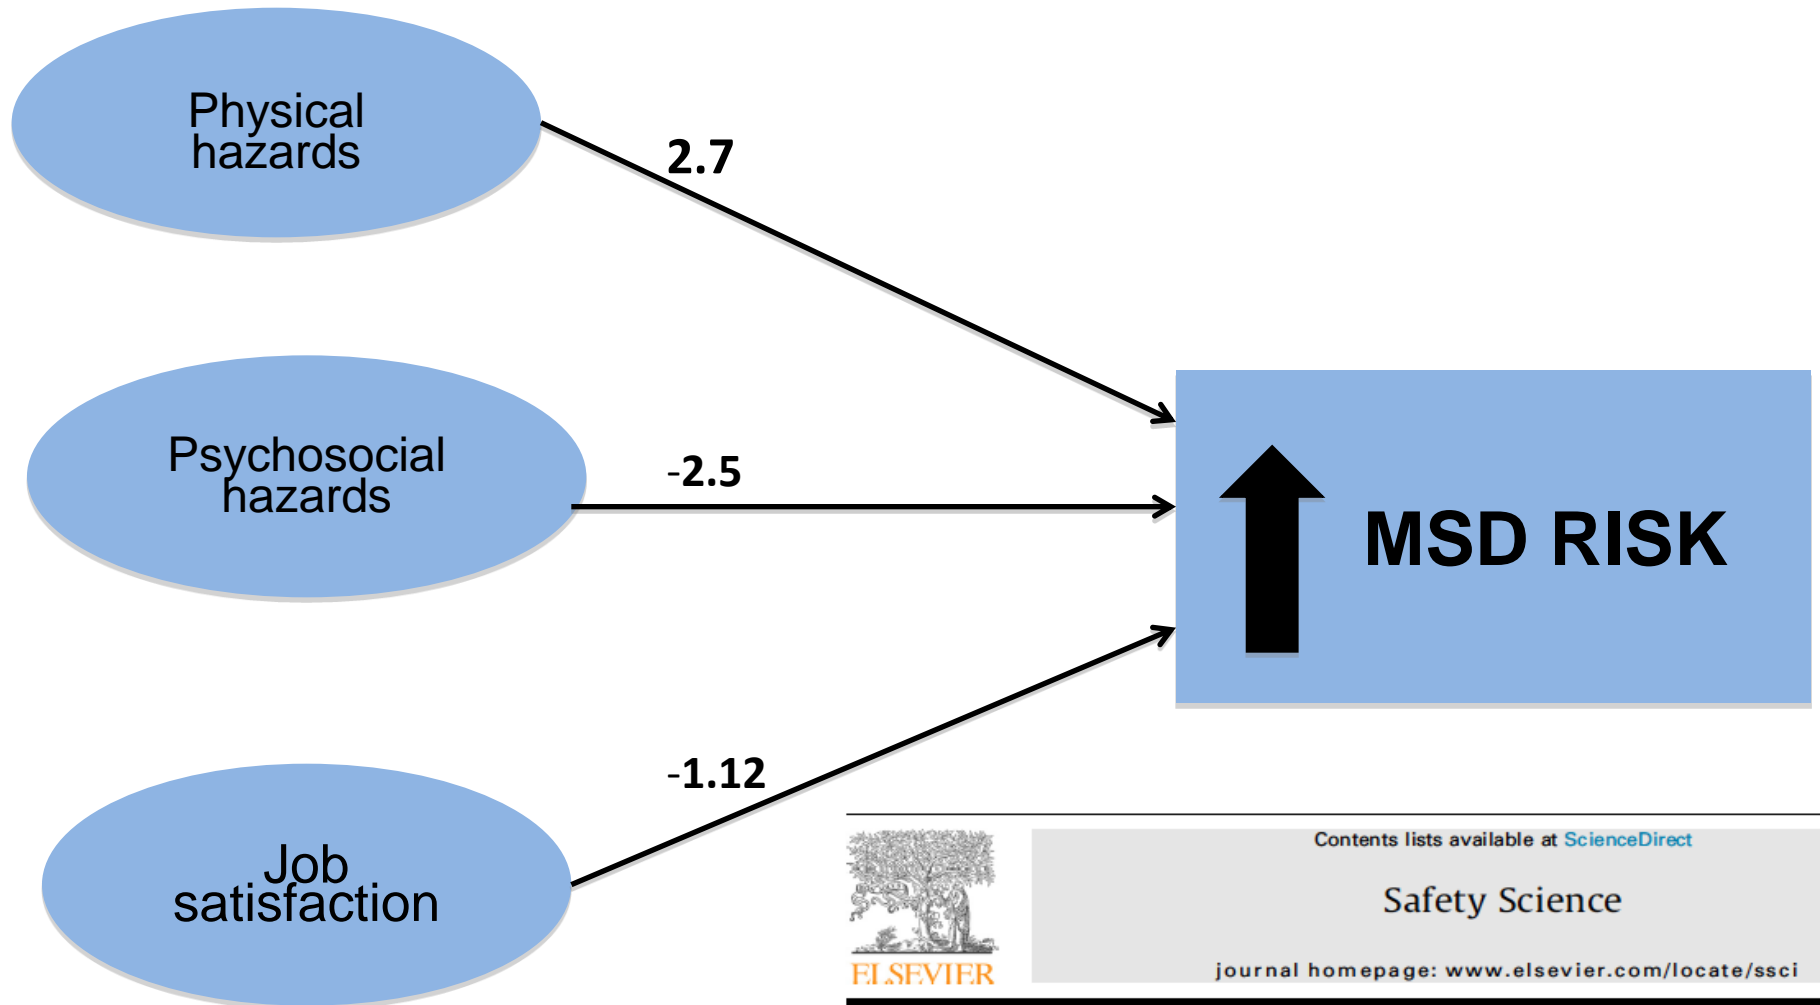 Physical
hazards
2.7
Psychosocial
hazards
-2.5
MSD RISK
-1.12
Job
satisfaction
Contents lists available at ScienceDirect
Safety Science
ELSEVIER
journal homepage: www.elsevier.com/locate/ssci